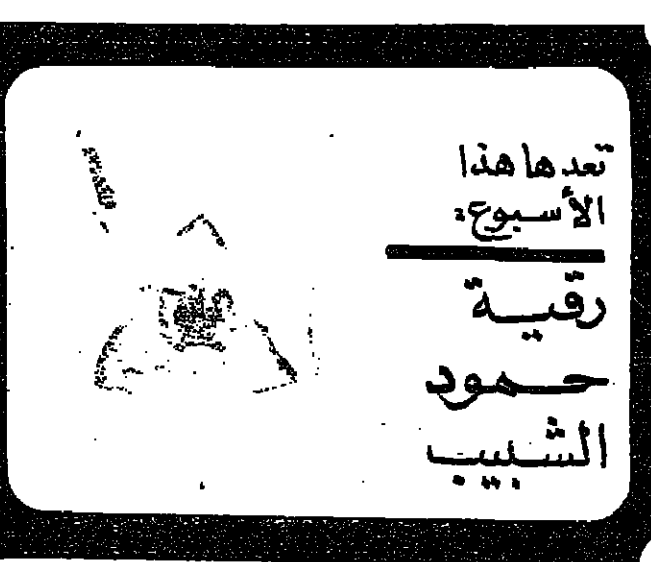 تعدها هذا
الأسبوع:
رقية
حمود
الشبيب